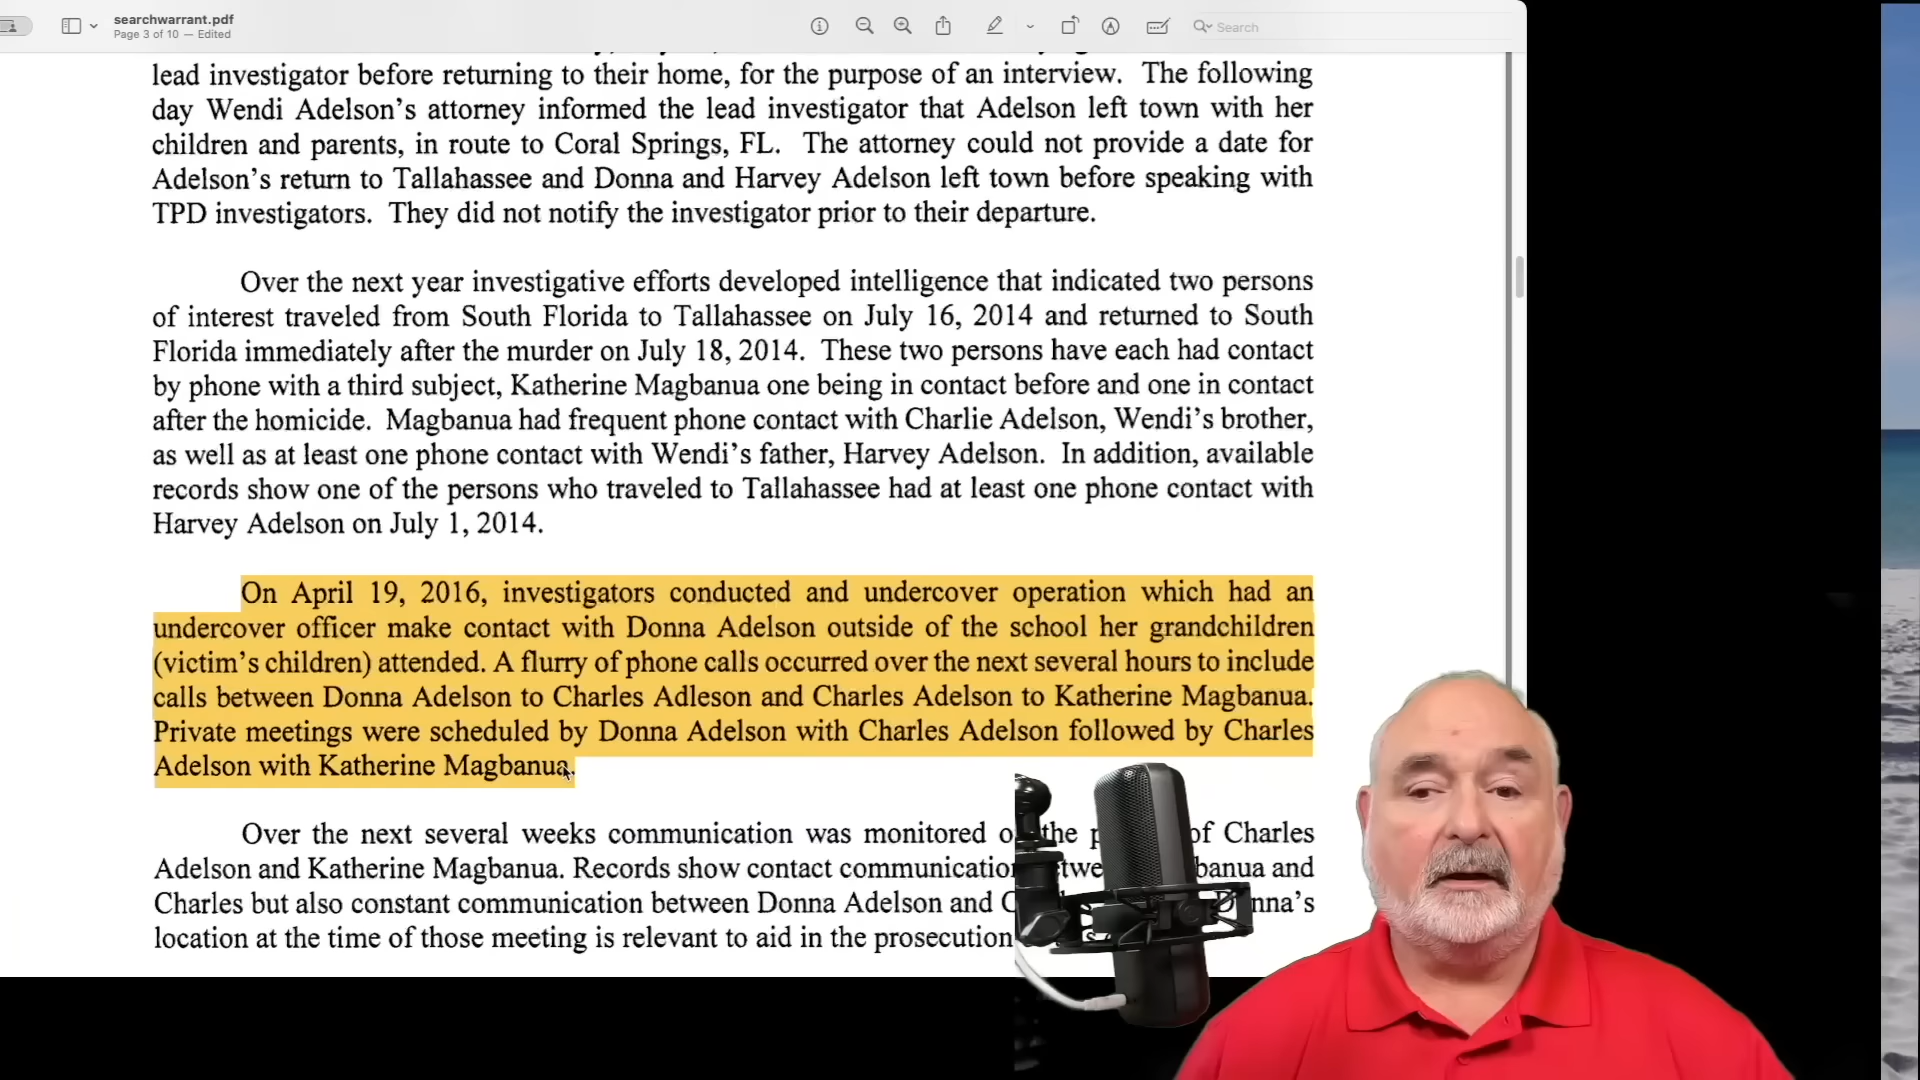 searchwarrant.pdf
Page 3 of 10 — Edited
Search
lead investigator before returning to their home, for the purpose of an interview. The following
day Wendi Adelson's attorney informed the lead investigator that Adelson left town with her
children and parents, in route to Coral Springs, FL. The attorney could not provide a date for
Adelson's return to Tallahassee and Donna and Harvey Adelson left town before speaking with
TPD investigators. They did not notify the investigator prior to their departure.
Over the next year investigative efforts developed intelligence that indicated two persons
of interest traveled from South Florida to Tallahassee on July 16, 2014 and returned to South
Florida immediately after the murder on July 18, 2014. These two persons have each had contact
by phone with a third subject, Katherine Magbanua one being in contact before and one in contact
after the homicide. Magbanua had frequent phone contact with Charlie Adelson, Wendi's brother,
as well as at least one phone contact with Wendi's father, Harvey Adelson. In addition, available
records show one of the persons who traveled to Tallahassee had at least one phone contact with
Harvey Adelson on July 1, 2014.
On April 19, 2016, investigators conducted and undercover operation which had an
undercover officer make contact with Donna Adelson outside of the school her grandchildren
(victim's children) attended. A flurry of phone calls occurred over the next several hours to include
calls between Donna Adelson to Charles Adleson and Charles Adelson to Katherine Magbanua.
Private meetings were scheduled by Donna Adelson with Charles Adelson followed by Charles
Adelson with Katherine Magbanua.
Over the next several weeks communication was monitored the of Charles
Adelson and Katherine Magbanua. Records show contact and
Charles but also constant communication between Donna Adelson and
location at the time of those meeting is relevant to aid in the prosecution